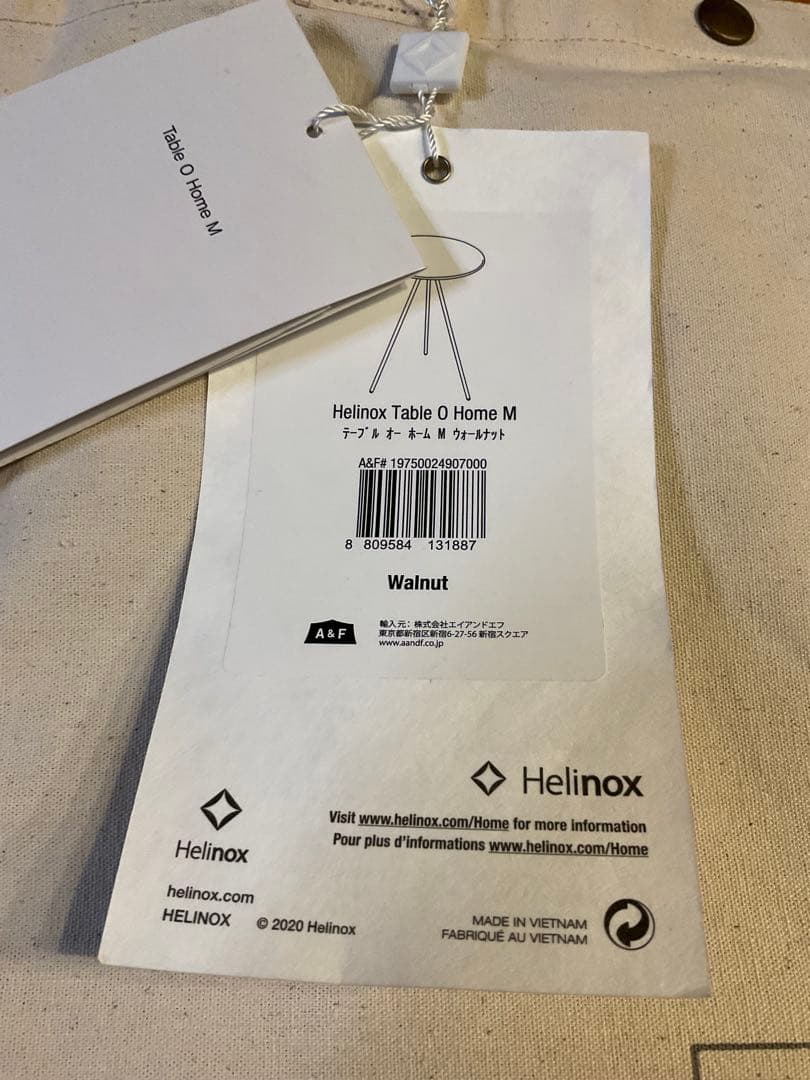 Table O Home M
Helinox Table O Home M
テーブル オー ホーム M ウォールナット
A&F# 19750024907000
8 809584 131887
Walnut
A & F
輸入元：株式会社エイアンドエフ
東京都新宿区新宿6-27-56 新宿スクエア
www.aandf.co.jp
Helinox
Visit www.helinox.com/Home for more information
Pour plus d'informations www.helinox.com/Home
Helinox
helinox.com
HELINOX © 2020 Helinox
MADE IN VIETNAM
FABRIQUÉ AU VIETNAM